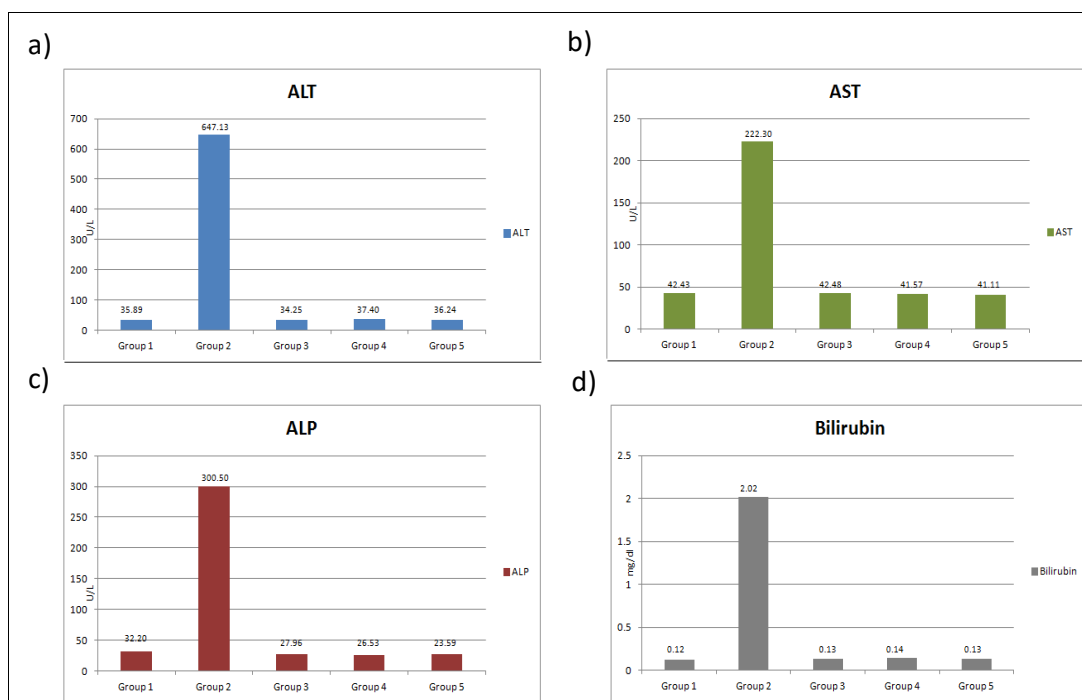 a)
ALT
700
600
500
400
300
200
100
0
U/L
647.13
35.89
34.25
37.40
36.24
Group 1 Group 2 Group 3 Group 4 Group 5
ALT
b)
AST
250
200
150
100
50
0
U/L
222.30
42.43
42.48
41.57
41.11
Group 1 Group 2 Group 3 Group 4 Group 5
AST
c)
ALP
350
300
250
200
150
100
50
0
U/L
300.50
32.20
27.96
26.53
23.59
Group 1 Group 2 Group 3 Group 4 Group 5
ALP
d)
Bilirubin
2.5
2
1.5
1
0.5
0
mg/dl
2.02
0.12
0.13
0.14
0.13
Group 1 Group 2 Group 3 Group 4 Group 5
Bilirubin